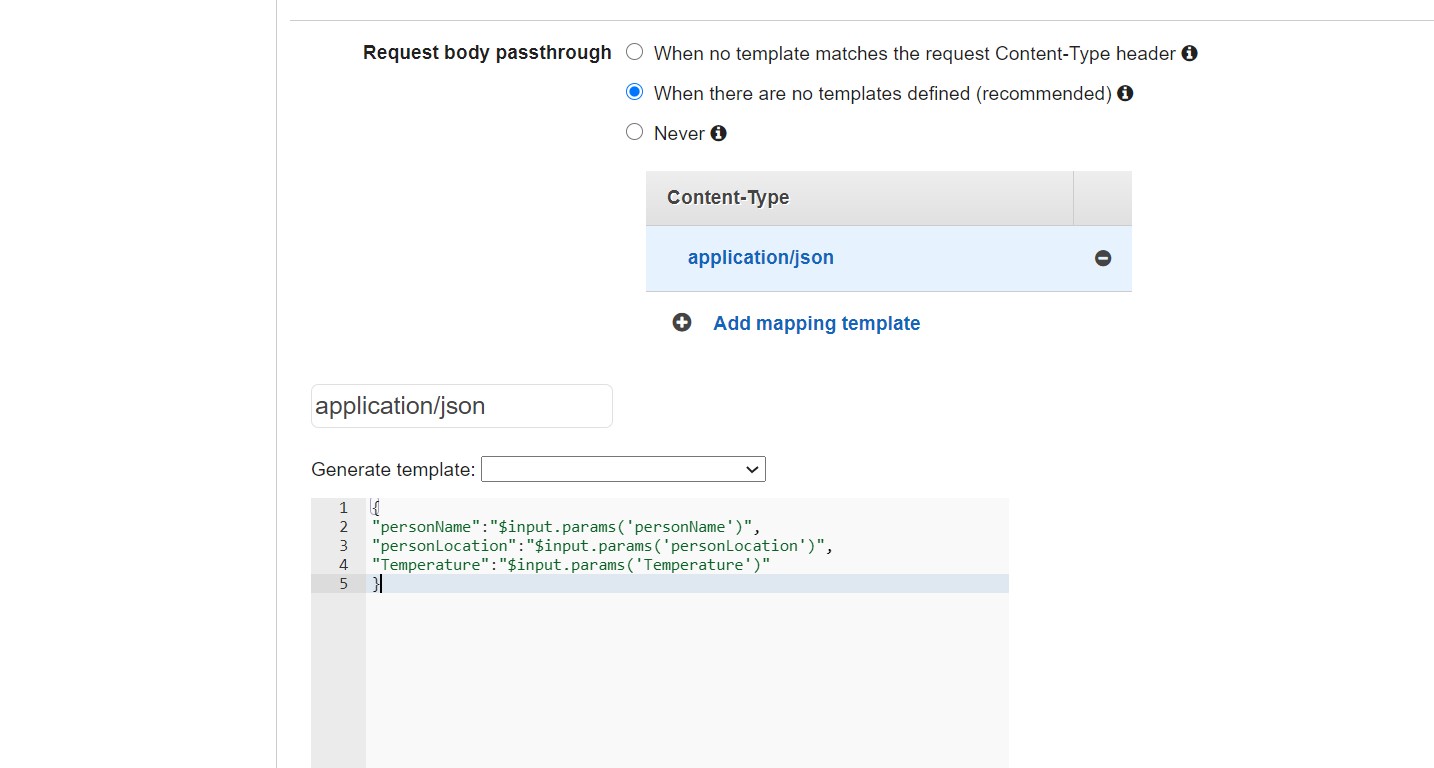 Request body passthrough
When no template matches the request Content-Type header
When there are no templates defined (recommended)
Never
Content-Type
application/json
Add mapping template
application/json
Generate template:
1 {
2 "personName":"$input.params('personName')",
3 "personLocation":"$input.params('personLocation')",
4 "Temperature":"$input.params('Temperature')"
5 }